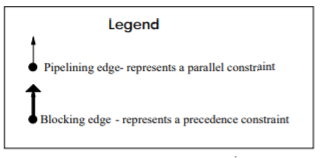 Legend
Pipelining edge- represents a parallel constraint
Blocking edge - represents a precedence constraint